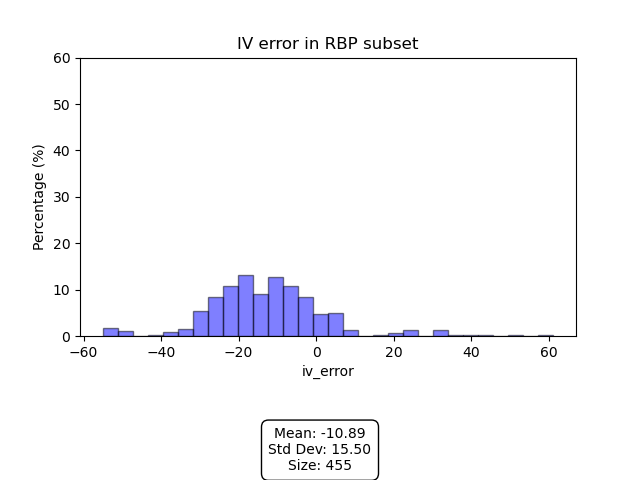 IV error in RBP subset
60
50
40
30
20
10
0
Percentage (%)
−60 −40 −20 0 20 40 60
iv_error
Mean: -10.89
Std Dev: 15.50
Size: 455